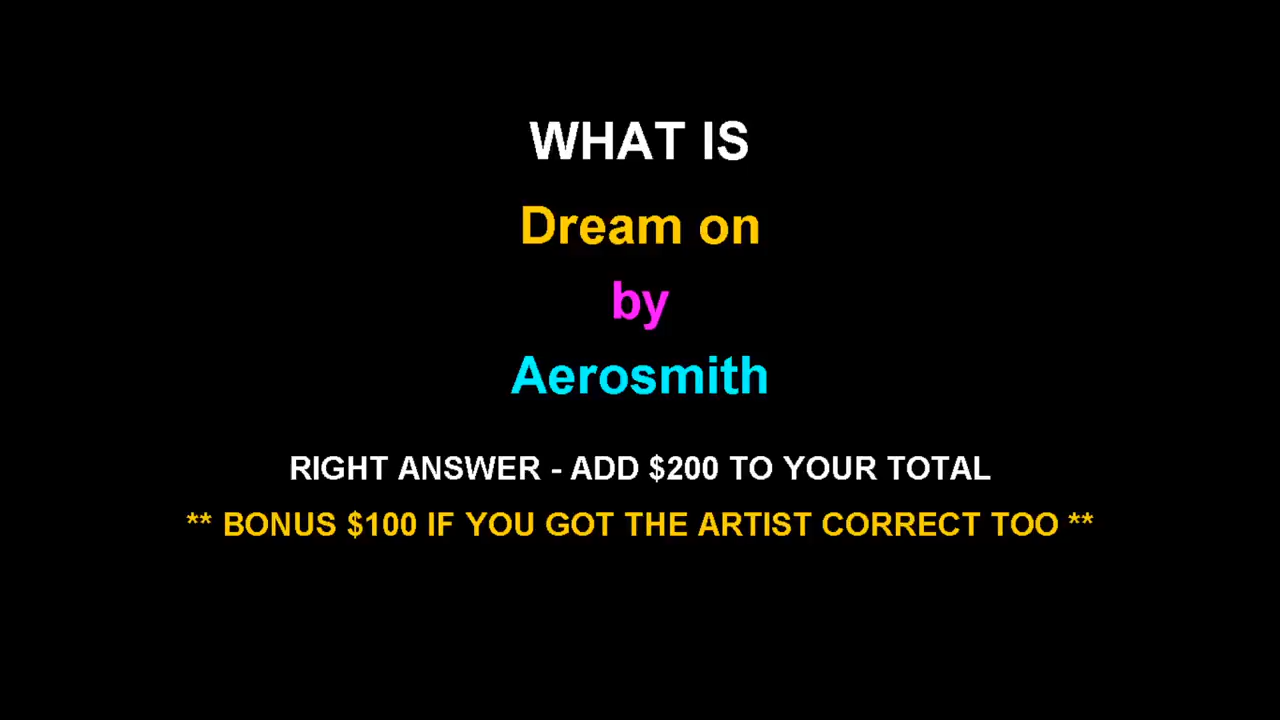 WHAT IS
Dream on
by
Aerosmith
RIGHT ANSWER - ADD $200 TO YOUR TOTAL
** BONUS $100 IF YOU GOT THE ARTIST CORRECT TOO **